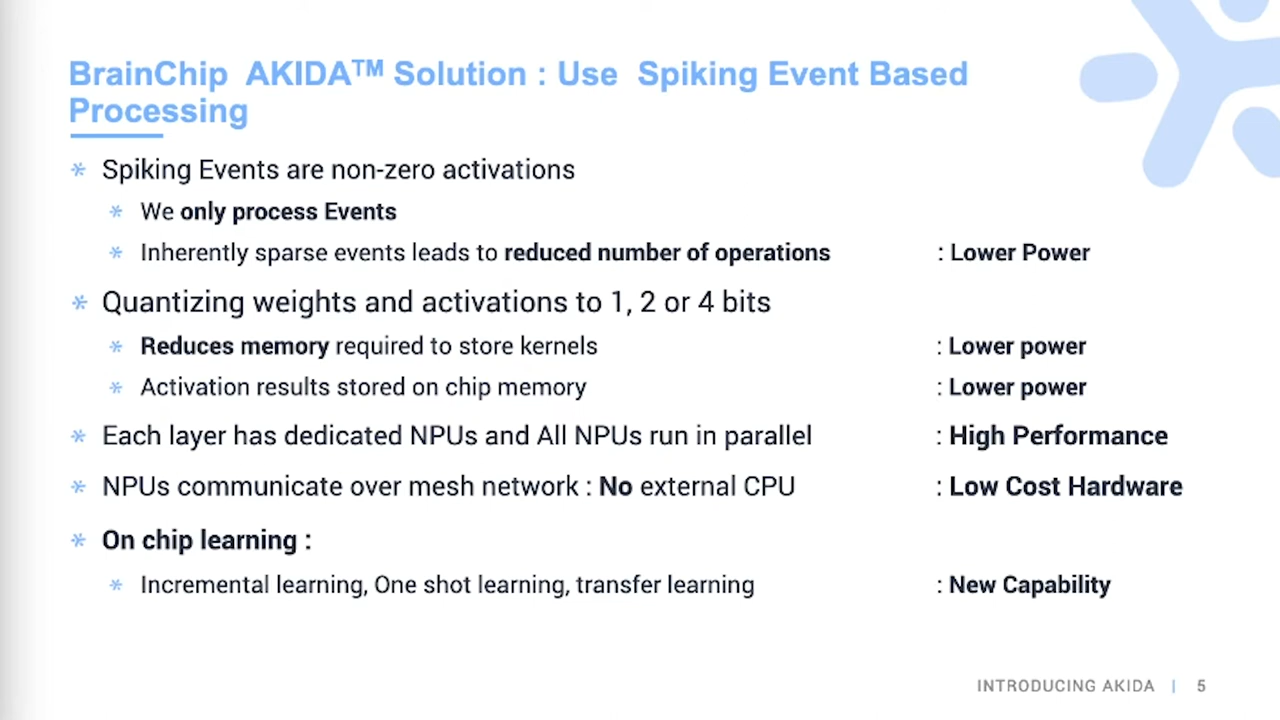 BrainChip AKIDA™ Solution : Use Spiking Event Based
Processing
Spiking Events are non-zero activations
We only process Events
Inherently sparse events leads to reduced number of operations : Lower Power
Quantizing weights and activations to 1, 2 or 4 bits
Reduces memory required to store kernels : Lower power
Activation results stored on chip memory : Lower power
Each layer has dedicated NPUs and All NPUs run in parallel : High Performance
NPUs communicate over mesh network : No external CPU : Low Cost Hardware
On chip learning :
Incremental learning, One shot learning, transfer learning : New Capability
INTRODUCING AKIDA | 5